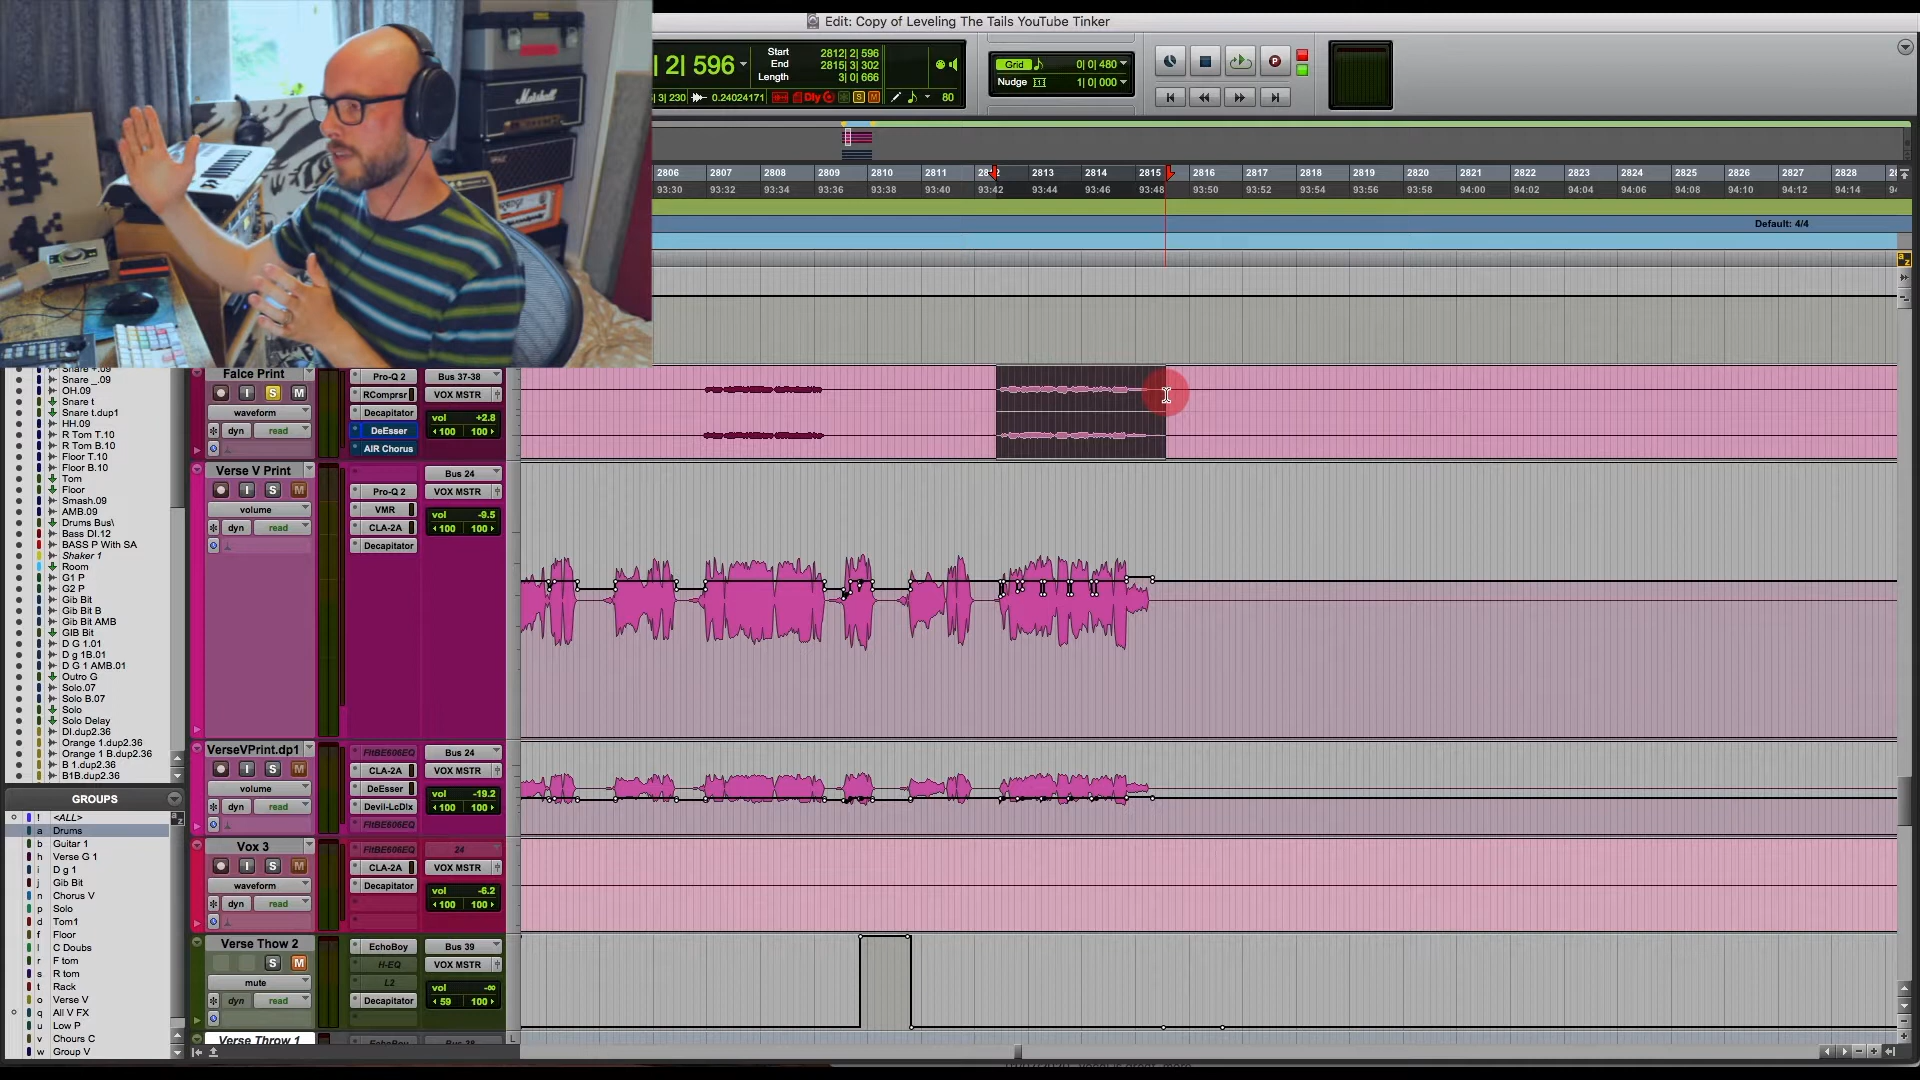 Edit: Copy of Leveling The Tails YouTube Tinker
| 2| 596
Start 2812| 2| 596
End 2815| 3| 302
Length 3| 0| 666
3| 230 0.24024171 Dly S M 80
Grid 0| 0| 480
Nudge 1| 0| 000
Marshall
2806 2807 2808 2809 2810 2811 2812 2813 2814 2815 2816 2817 2818 2819 2820 2821 2822 2823 2824 2825 2826 2827 2828
93:30 93:32 93:34 93:36 93:38 93:40 93:42 93:44 93:46 93:48 93:50 93:52 93:54 93:56 93:58 94:00 94:02 94:04 94:06 94:08 94:10 94:12 94:14
Default: 4/4
Snare +.09
Snare _.09
OH.09
Snare t
Snare t.dup1
HH.09
R Tom T.10
R Tom B.10
Floor T.10
Floor B.10
Tom
Floor
Smash.09
AMB.09
Drums Bus\
Bass DI.12
BASS P With SA
Shaker 1
Room
G1 P
G2 P
Gib Bit
Gib Bit B
Gib Bit AMB
GIB Bit
D G 1.01
D g 1B.01
D G 1 AMB.01
Outro G
Solo.07
Solo B.07
Solo
Solo Delay
DI.dup2.36
Orange 1.dup2.36
Orange 1 B.dup2.36
B 1.dup2.36
B1B.dup2.36
GROUPS
! <ALL>
a Drums
b Guitar 1
h Verse G 1
i D g 1
j Gib Bit
n Chorus V
p Solo
d Tom1
f Floor
l C Doubs
r F tom
s R tom
t Rack
o Verse V
q All V FX
u Low P
v Chours C
w Group V
Falce Print
I S M
waveform
dyn read
Pro-Q 2
RComprsr
Decapitator
DeEsser
AIR Chorus
Bus 37-38
VOX MSTR
vol +2.8
100 100
Verse V Print
I S M
volume
dyn read
Pro-Q 2
VMR
CLA-2A
Decapitator
Bus 24
VOX MSTR
vol -9.5
100 100
VerseVPrint.dp1
I S M
volume
dyn read
FltBE606EQ
CLA-2A
DeEsser
Devil-LcDlx
FltBE606EQ
Bus 24
VOX MSTR
vol -19.2
100 100
Vox 3
I S M
waveform
dyn read
FltBE606EQ
CLA-2A
Decapitator
24
VOX MSTR
vol -6.2
100 100
Verse Thow 2
S M
mute
dyn read
EchoBoy
H-EQ
L2
Decapitator
Bus 39
VOX MSTR
vol -∞
59 100
Verse Throw 1
EchoBoy
Bus 38